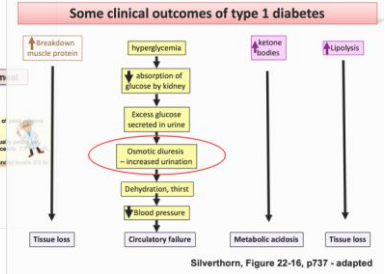 Some clinical outcomes of type 1 diabetes
Breakdown
muscle protein
hyperglycemia
absorption of
glucose by kidney
Excess glucose
secreted in urine
Osmotic diuresis
– increased urination
Dehydration, thirst
Blood pressure
Circulatory failure
ketone
bodies
Metabolic acidosis
Lipolysis
Tissue loss
Tissue loss
Silverthorn, Figure 22-16, p737 - adapted